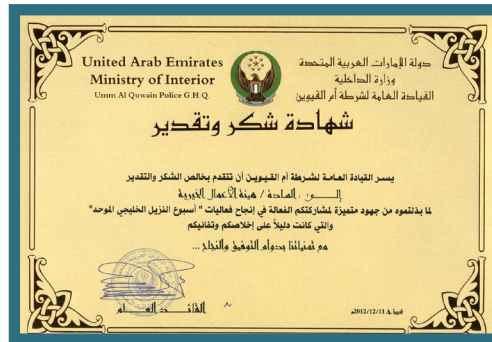 United Arab Emirates
Ministry of Interior
Umm Al Quwain Police G.H.Q.
دولة الإمارات العربية المتحدة
وزارة الداخلية
القيادة العامة لشرطة أم القيوين
شهادة شكر وتقدير
يسر القيادة العامة لشرطة أم القيوين أن تتقدم بخالص الشكر والتقدير
إلـــى : السادة / هيئة الأعمال الخيرية
لما بذلتموه من جهود متميزة لمشاركتكم الفعالة في إنجاح فعاليات " أسبوع النزيل الخليجي الموحد"
والتي كانت دليلاً على إخلاصكم وتفانيكم
مع تمنياتنا بدوام التوفيق والنجاح ...
القائـــد العـــــام
2012/12/11م